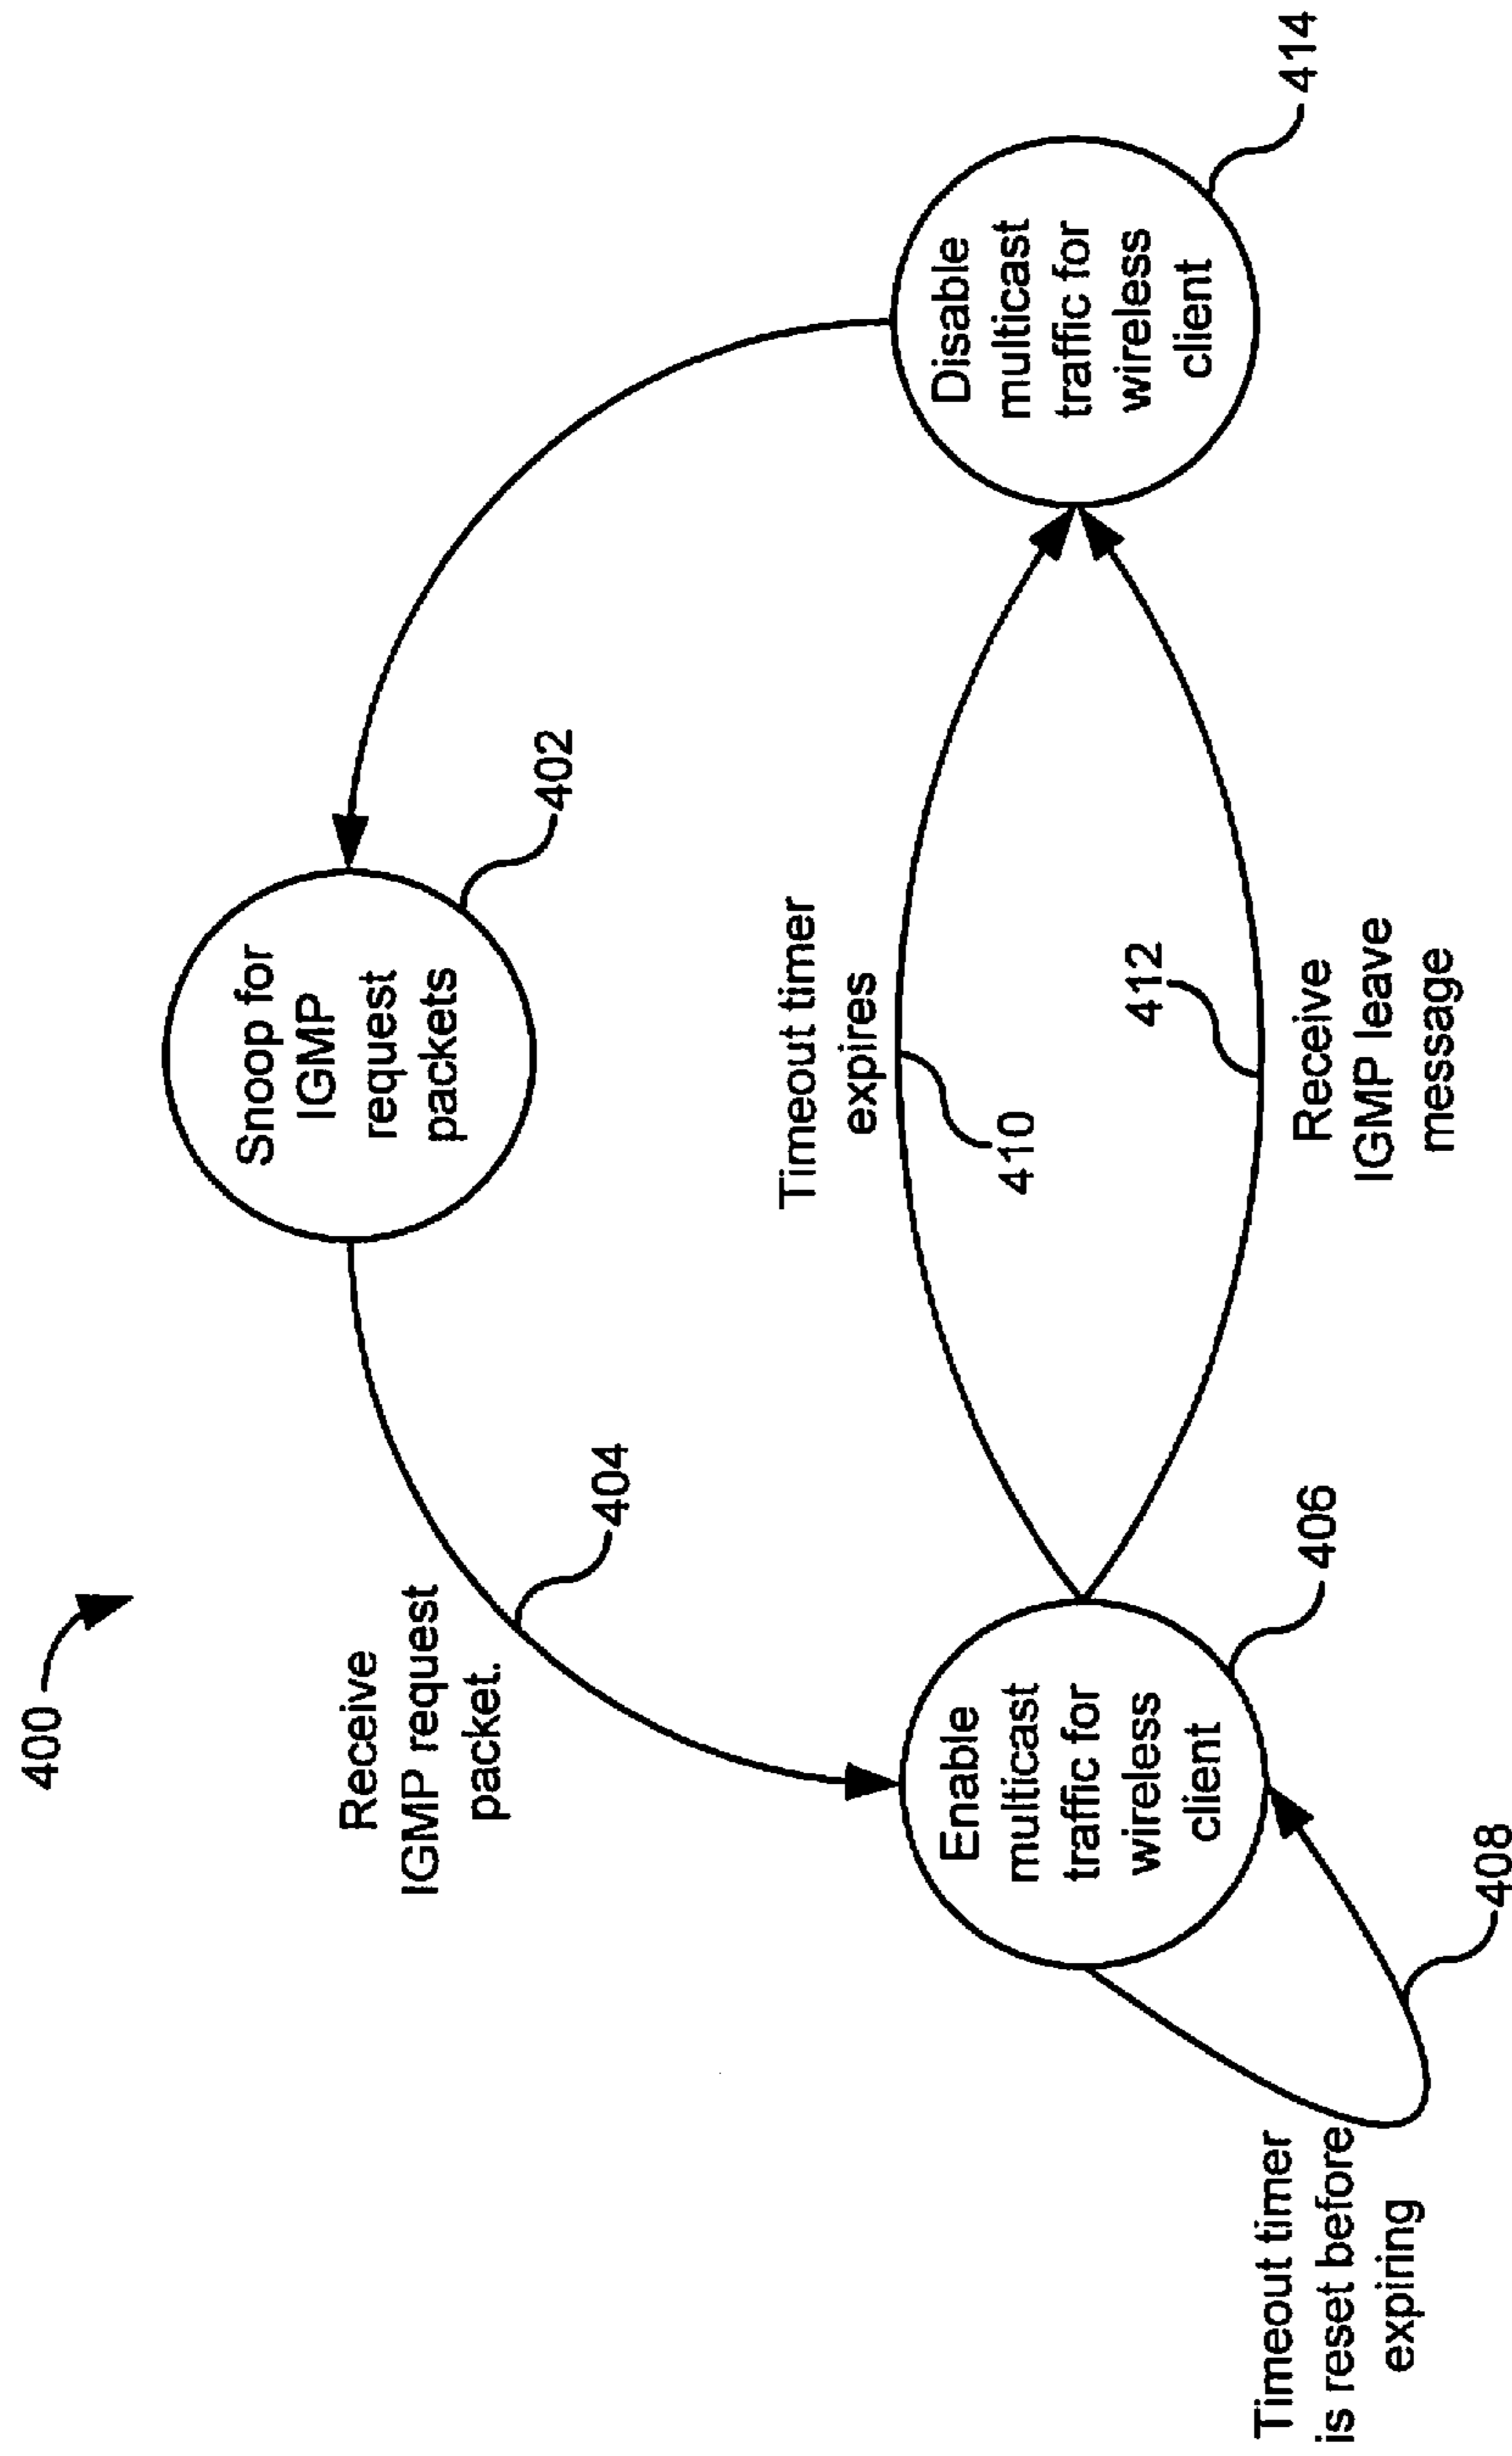 400
Snoop for
IGMP
request
packets
402
Receive
IGMP request
packet.
404
Enable
multicast
traffic for
wireless
client
406
Timeout timer
is reset before
expiring
408
Timeout timer
expires
410
412
Receive
IGMP leave
message
Disable
multicast
traffic for
wireless
client
414